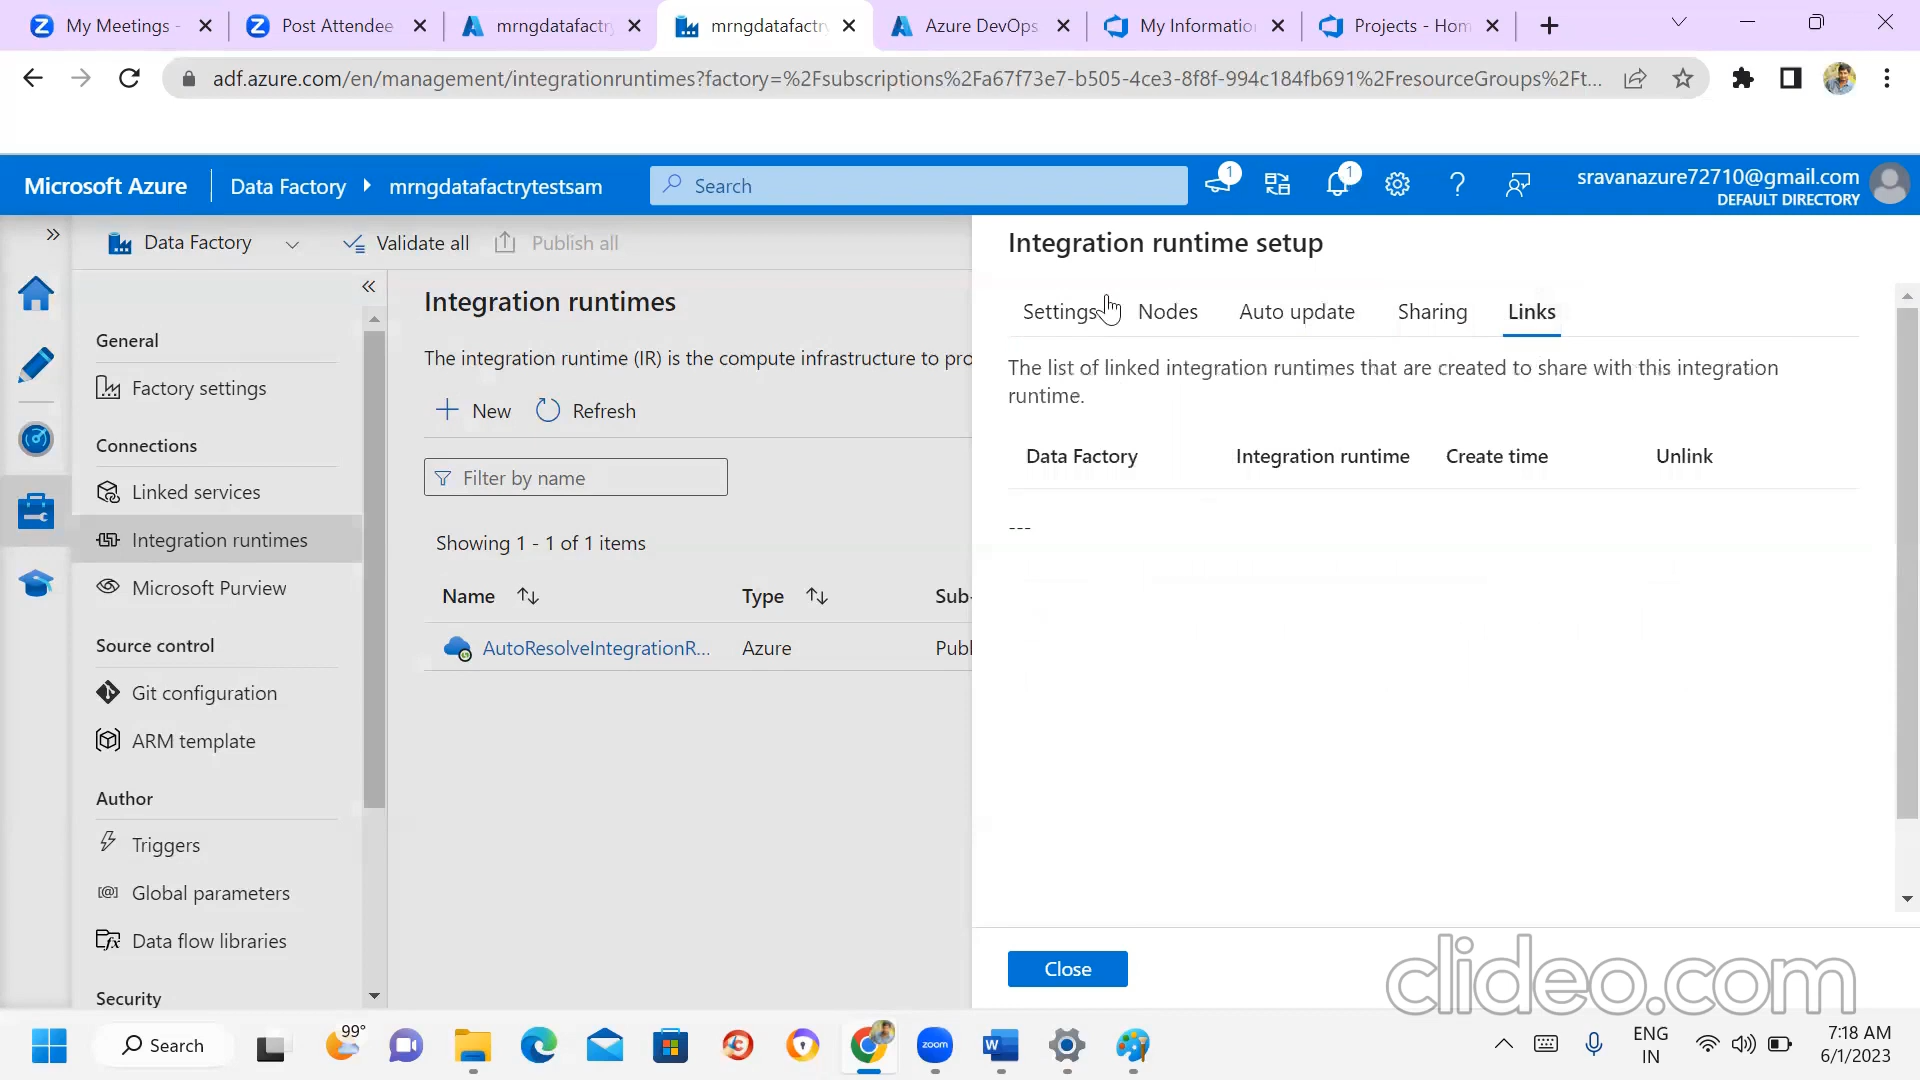 My Meetings -
Post Attendee
mrngdatafactr
mrngdatafactr
Azure DevOps
My Informatio
Projects - Hom
adf.azure.com/en/management/integrationruntimes?factory=%2Fsubscriptions%2Fa67f73e7-b505-4ce3-8f8f-994c184fb691%2FresourceGroups%2Ft...
Microsoft Azure
Data Factory
mrngdatafactrytestsam
Search
1
1
sravanazure72710@gmail.com
DEFAULT DIRECTORY
Data Factory
Validate all
Publish all
General
Factory settings
Connections
Linked services
Integration runtimes
Microsoft Purview
Source control
Git configuration
ARM template
Author
Triggers
Global parameters
Data flow libraries
Security
Integration runtimes
The integration runtime (IR) is the compute infrastructure to pro
New
Refresh
Filter by name
Showing 1 - 1 of 1 items
Name
Type
Sub-
AutoResolveIntegrationR...
Azure
Publ
Integration runtime setup
Settings
Nodes
Auto update
Sharing
Links
The list of linked integration runtimes that are created to share with this integration
runtime.
Data Factory
Integration runtime
Create time
Unlink
---
Close
clideo.com
Search
99°
zoom
ENG
IN
7:18 AM
6/1/2023